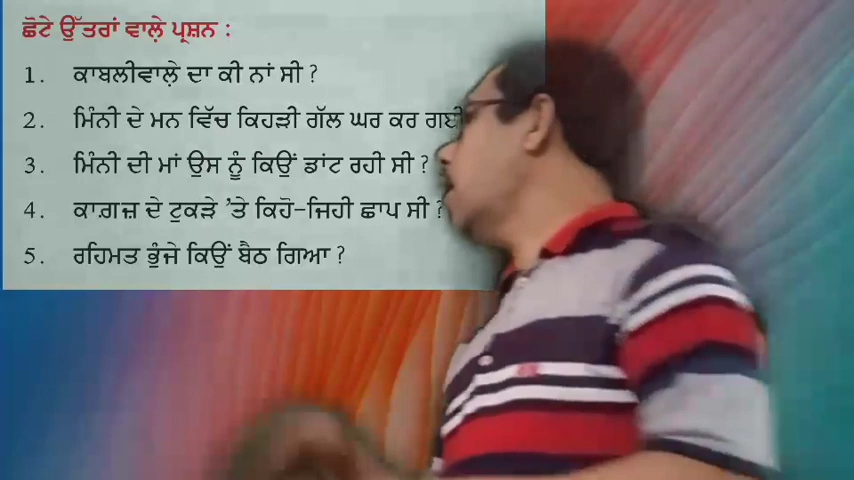 ਛੋਟੇ ਉੱਤਰਾਂ ਵਾਲੇ਼ ਪ੍ਰਸ਼ਨ :
1. ਕਾਬਲੀਵਾਲੇ਼ ਦਾ ਕੀ ਨਾਂ ਸੀ ?
2. ਮਿੰਨੀ ਦੇ ਮਨ ਵਿੱਚ ਕਿਹੜੀ ਗੱਲ ਘਰ ਕਰ ਗਈ
3. ਮਿੰਨੀ ਦੀ ਮਾਂ ਉਸ ਨੂੰ ਕਿਉਂ ਡਾਂਟ ਰਹੀ ਸੀ ?
4. ਕਾਗ਼ਜ਼ ਦੇ ਟੁਕੜੇ ’ਤੇ ਕਿਹੋ-ਜਿਹੀ ਛਾਪ ਸੀ ?
5. ਰਹਿਮਤ ਭੁੰਜੇ ਕਿਉਂ ਬੈਠ ਗਿਆ ?